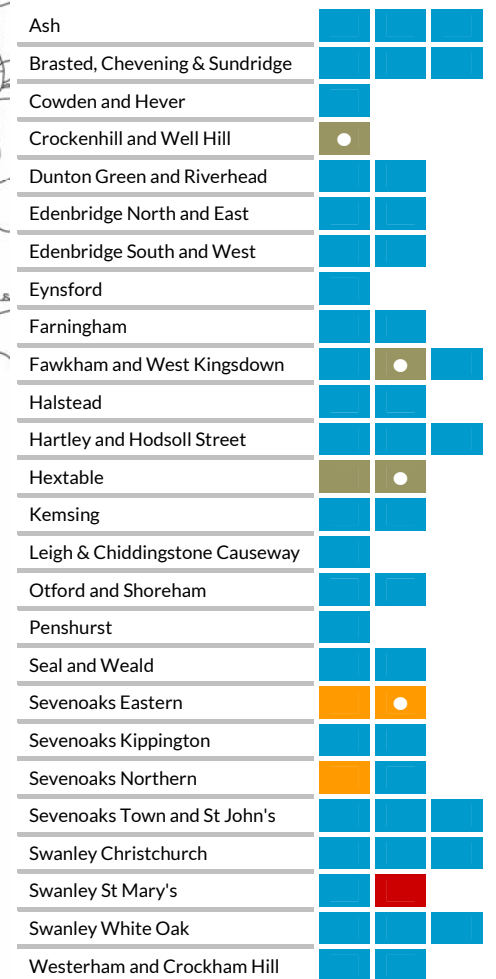 Ash
Brasted, Chevening & Sundridge
Cowden and Hever
Crockenhill and Well Hill
Dunton Green and Riverhead
Edenbridge North and East
Edenbridge South and West
Eynsford
Farningham
Fawkham and West Kingsdown
Halstead
Hartley and Hodsoll Street
Hextable
Kemsing
Leigh & Chiddingstone Causeway
Otford and Shoreham
Penshurst
Seal and Weald
Sevenoaks Eastern
Sevenoaks Kippington
Sevenoaks Northern
Sevenoaks Town and St John's
Swanley Christchurch
Swanley St Mary's
Swanley White Oak
Westerham and Crockham Hill